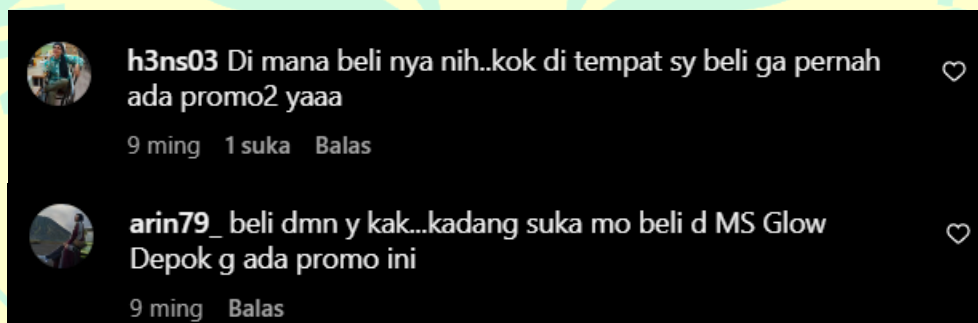 h3ns03 Di mana beli nya nih..kok di tempat sy beli ga pernah
ada promo2 yaaa
9 ming 1 suka Balas
arin79_ beli dmn y kak...kadang suka mo beli d MS Glow
Depok g ada promo ini
9 ming Balas